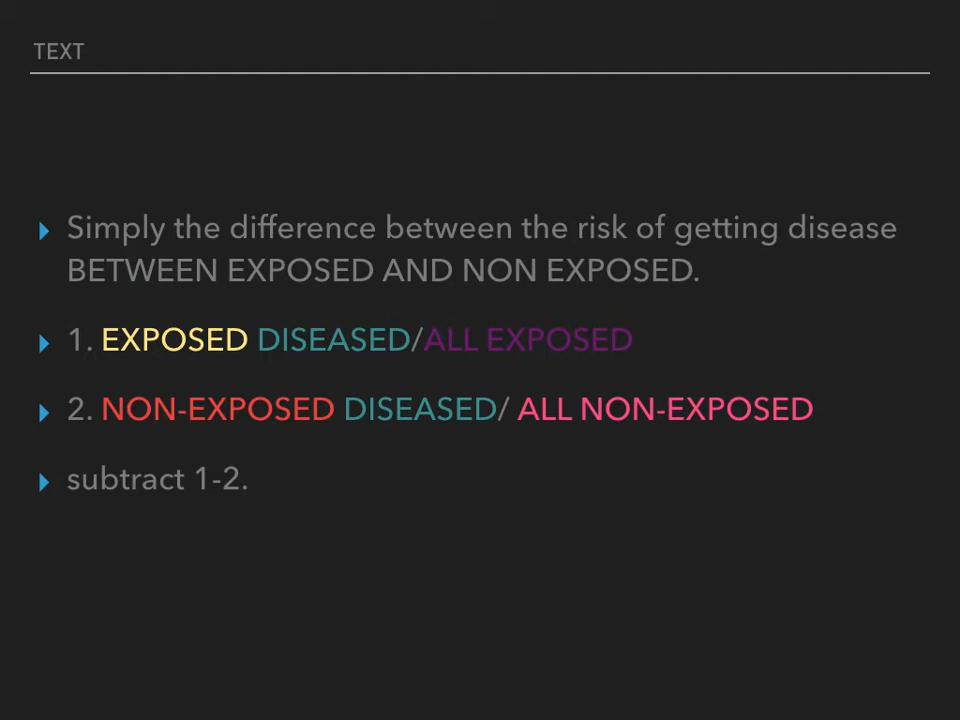 TEXT
Simply the difference between the risk of getting disease
BETWEEN EXPOSED AND NON EXPOSED.
1. EXPOSED DISEASED/ALL EXPOSED
2. NON-EXPOSED DISEASED/ ALL NON-EXPOSED
subtract 1-2.